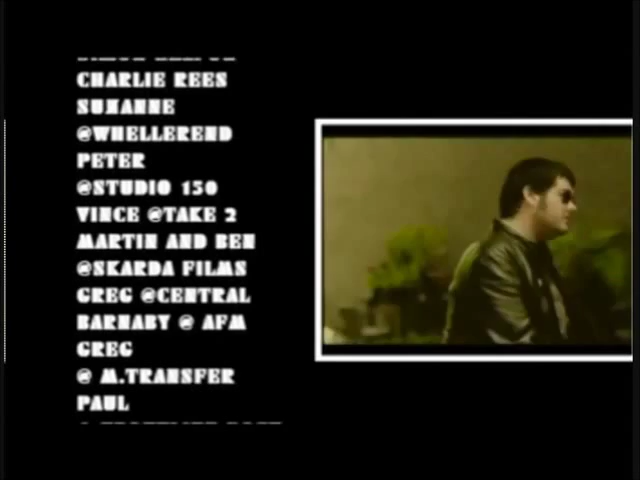 CHARLIE REES
SUZANNE
@WHELLEREND
PETER
@STUDIO 150
VINCE @TAKE 2
MARTIN AND BEN
@SKARDA FILMS
GREG @CENTRAL
BARNABY @ AFM
GREG
@ M.TRANSFER
PAUL